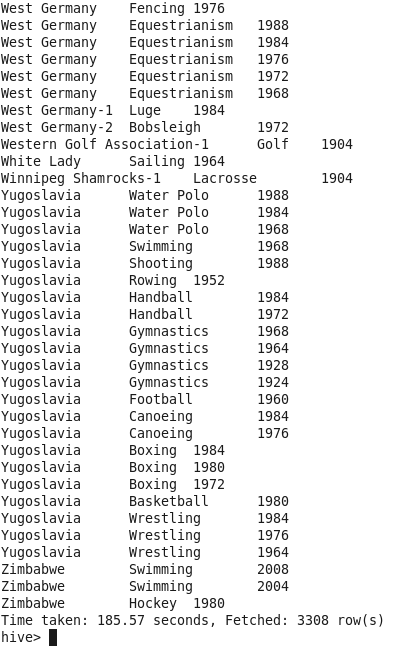 West Germany    Fencing 1976
West Germany    Equestrianism   1988
West Germany    Equestrianism   1984
West Germany    Equestrianism   1976
West Germany    Equestrianism   1972
West Germany    Equestrianism   1968
West Germany-1  Luge    1984
West Germany-2  Bobsleigh       1972
Western Golf Association-1      Golf    1904
White Lady      Sailing 1964
Winnipeg Shamrocks-1    Lacrosse        1904
Yugoslavia      Water Polo      1988
Yugoslavia      Water Polo      1984
Yugoslavia      Water Polo      1968
Yugoslavia      Swimming        1968
Yugoslavia      Shooting        1988
Yugoslavia      Rowing  1952
Yugoslavia      Handball        1984
Yugoslavia      Handball        1972
Yugoslavia      Gymnastics      1968
Yugoslavia      Gymnastics      1964
Yugoslavia      Gymnastics      1928
Yugoslavia      Gymnastics      1924
Yugoslavia      Football        1960
Yugoslavia      Canoeing        1984
Yugoslavia      Canoeing        1976
Yugoslavia      Boxing  1984
Yugoslavia      Boxing  1980
Yugoslavia      Boxing  1972
Yugoslavia      Basketball      1980
Yugoslavia      Wrestling       1984
Yugoslavia      Wrestling       1976
Yugoslavia      Wrestling       1964
Zimbabwe        Swimming        2008
Zimbabwe        Swimming        2004
Zimbabwe        Hockey  1980
Time taken: 185.57 seconds, Fetched: 3308 row(s)
hive>